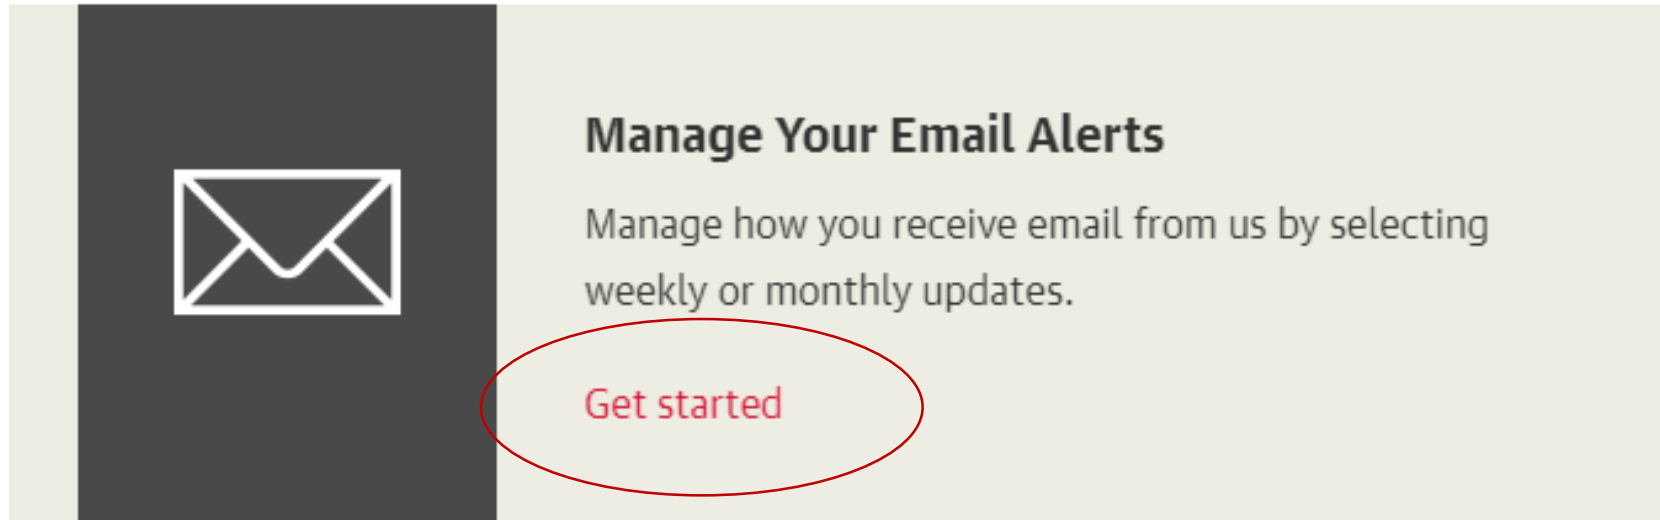 Manage Your Email Alerts
Manage how you receive email from us by selecting
weekly or monthly updates.
Get started